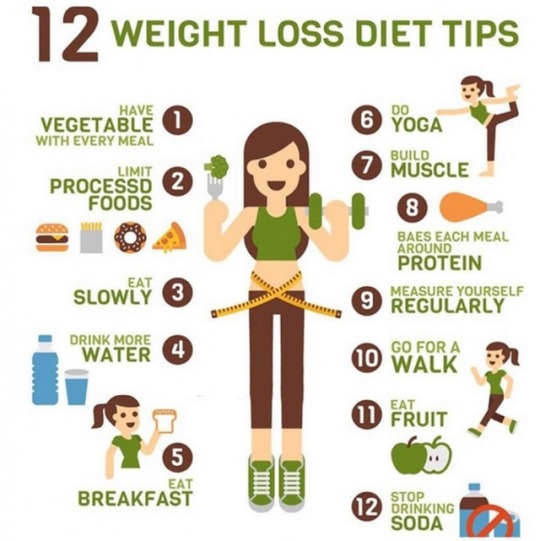 12 WEIGHT LOSS DIET TIPS
1
HAVE
VEGETABLE
WITH EVERY MEAL
2
LIMIT
PROCESSD
FOODS
3
EAT
SLOWLY
4
DRINK MORE
WATER
5
EAT
BREAKFAST
6
DO
YOGA
7
BUILD
MUSCLE
8
BAES EACH MEAL
AROUND
PROTEIN
9
MEASURE YOURSELF
REGULARLY
10
GO FOR A
WALK
11
EAT
FRUIT
12
STOP
DRINKING
SODA